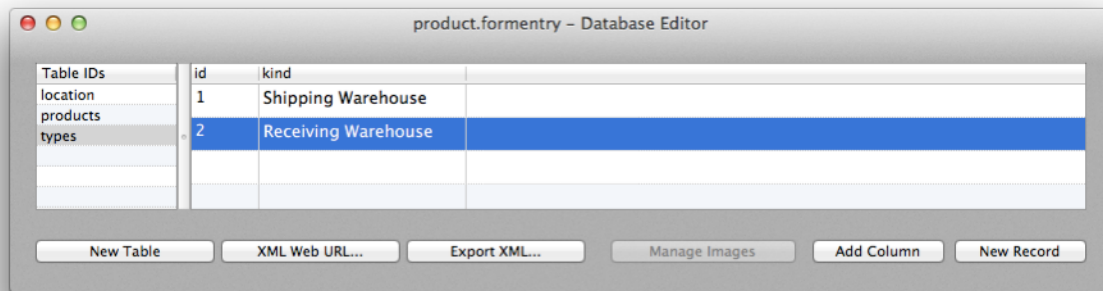 product.formentry – Database Editor
Table IDs
location
products
types
id kind
1 Shipping Warehouse
2 Receiving Warehouse
New Table XML Web URL... Export XML... Manage Images Add Column New Record